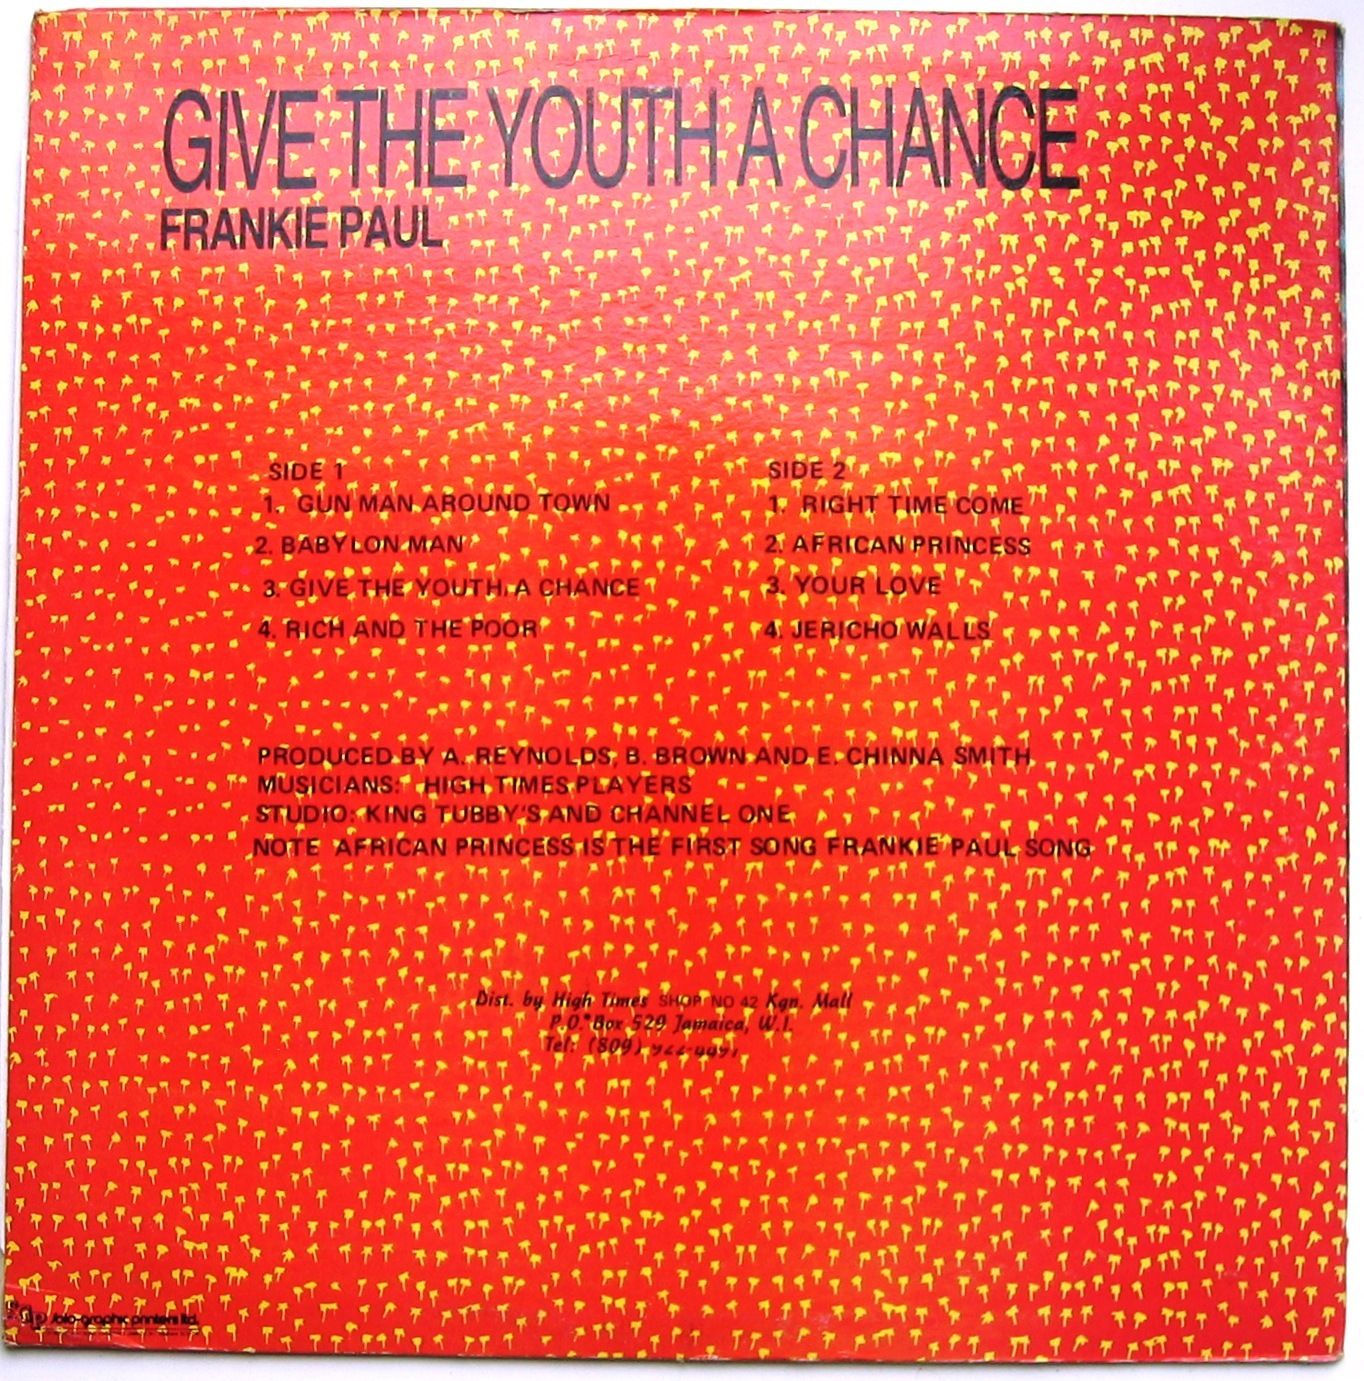 GIVE THE YOUTH A CHANCE
FRANKIE PAUL
SIDE 1
1. GUN MAN AROUND TOWN
2. BABYLON MAN
3. GIVE THE YOUTH A CHANCE
4. RICH AND THE POOR
SIDE 2
1. RIGHT TIME COME
2. AFRICAN PRINCESS
3. YOUR LOVE
4. JERICHO WALLS
PRODUCED BY A. REYNOLDS, B. BROWN AND E. CHINNA SMITH
MUSICIANS: HIGH TIMES PLAYERS
STUDIO: KING TUBBY'S AND CHANNEL ONE
NOTE AFRICAN PRINCESS IS THE FIRST SONG FRANKIE PAUL SONG
Dist. by High Times SHOP NO 42 Kgn. Mall
P.O. Box 529 Jamaica, W.I.
Tel: (809)
printers ltd.